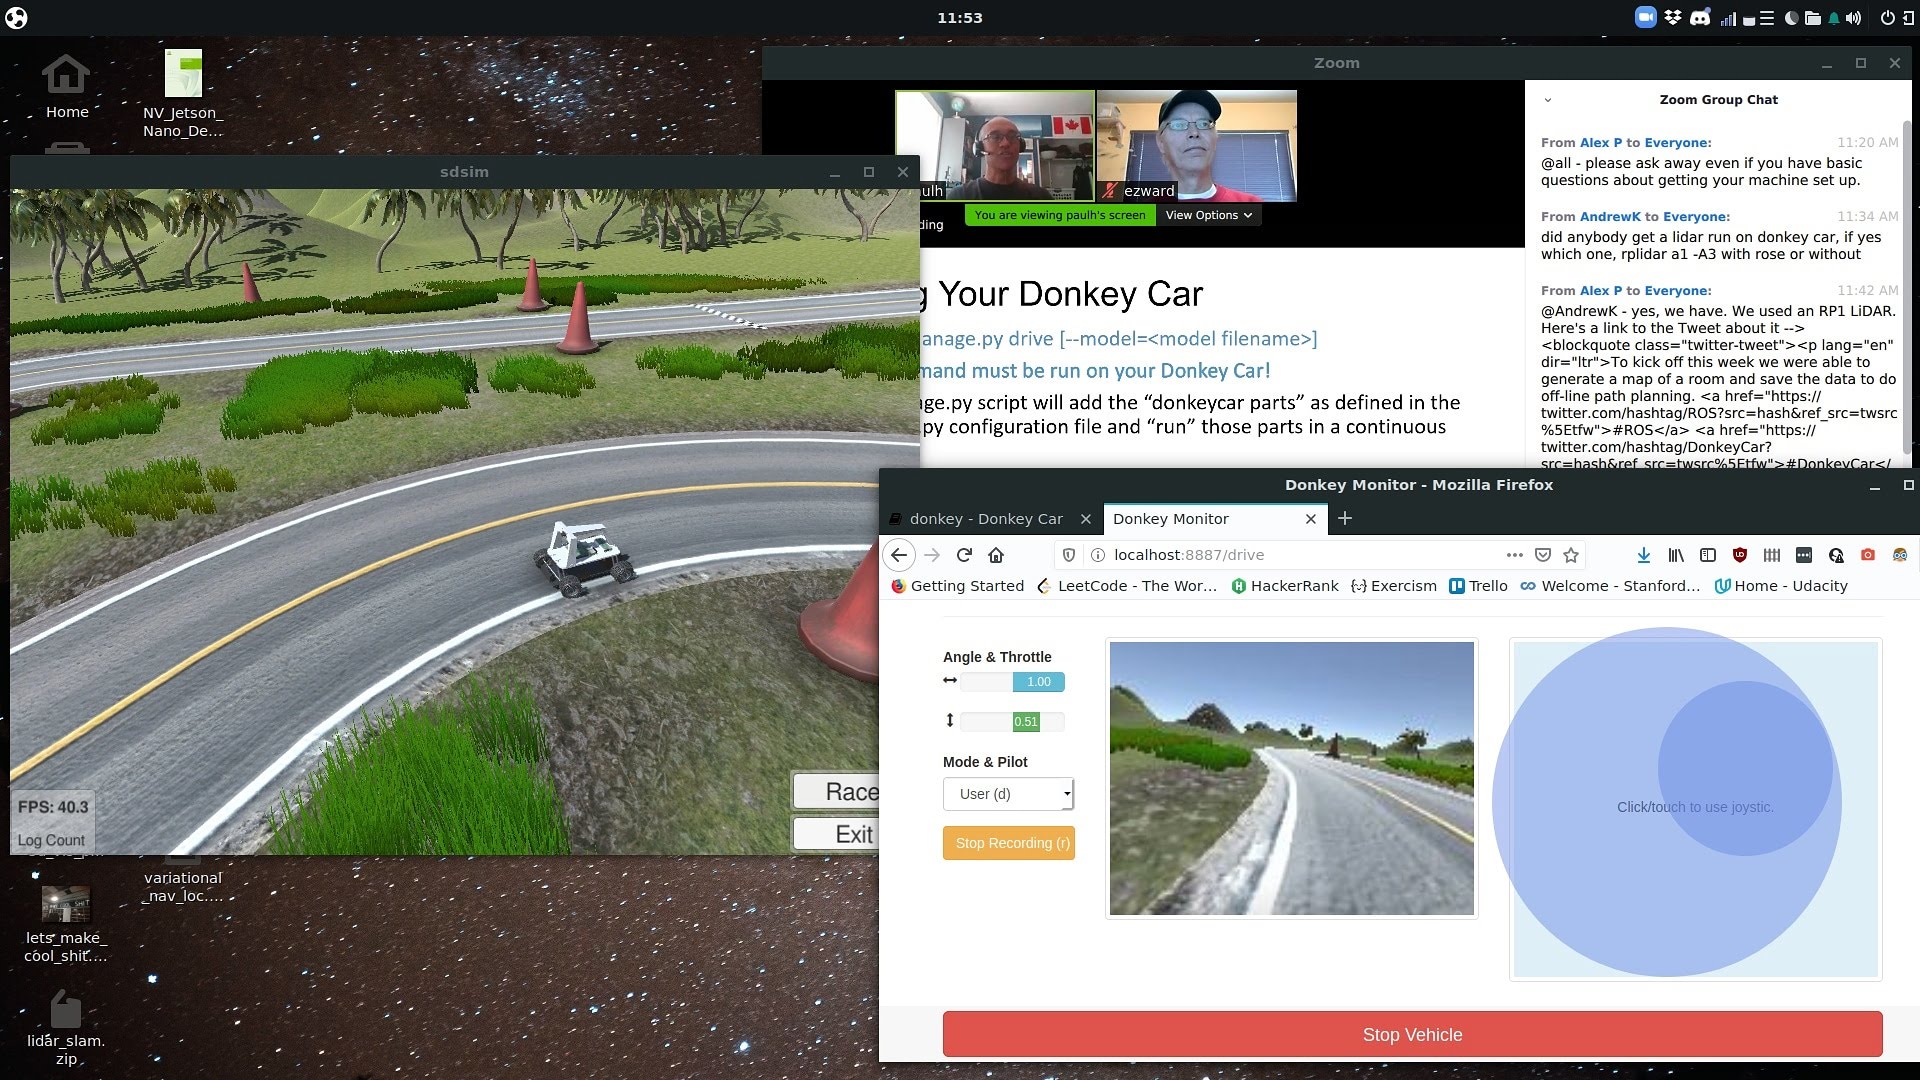 11:53
Home
NV_Jetson_
Nano_De...
sdsim
FPS: 40.3
Log Count
Race
Exit
variational
_nav_loc....
lets_make_
cool_shit....
lidar_slam.
zip
Zoom
ulh
ezward
ding
You are viewing paulh's screen
View Options
g Your Donkey Car
anage.py drive [--model=<model filename>]
mand must be run on your Donkey Car!
ge.py script will add the “donkeycar parts” as defined in the
py configuration file and “run” those parts in a continuous
Zoom Group Chat
From Alex P to Everyone: 11:20 AM
@all - please ask away even if you have basic
questions about getting your machine set up.
From AndrewK to Everyone: 11:34 AM
did anybody get a lidar run on donkey car, if yes
which one, rplidar a1 -A3 with rose or without
From Alex P to Everyone: 11:42 AM
@AndrewK - yes, we have. We used an RP1 LiDAR.
Here's a link to the Tweet about it -->
<blockquote class="twitter-tweet"><p lang="en"
dir="ltr">To kick off this week we were able to
generate a map of a room and save the data to do
off-line path planning. <a href="https://
twitter.com/hashtag/ROS?src=hash&ref_src=twsrc
%5Etfw">#ROS</a> <a href="https://
twitter.com/hashtag/DonkeyCar?
src=hash&ref_src=twsrc%5Etfw">#DonkeyCar</
Donkey Monitor - Mozilla Firefox
donkey - Donkey Car
Donkey Monitor
localhost:8887/drive
Getting Started
LeetCode - The Wor...
HackerRank
Exercism
Trello
Welcome - Stanford...
Home - Udacity
Angle & Throttle
1.00
0.51
Mode & Pilot
User (d)
Stop Recording (r)
Click/touch to use joystic.
Stop Vehicle